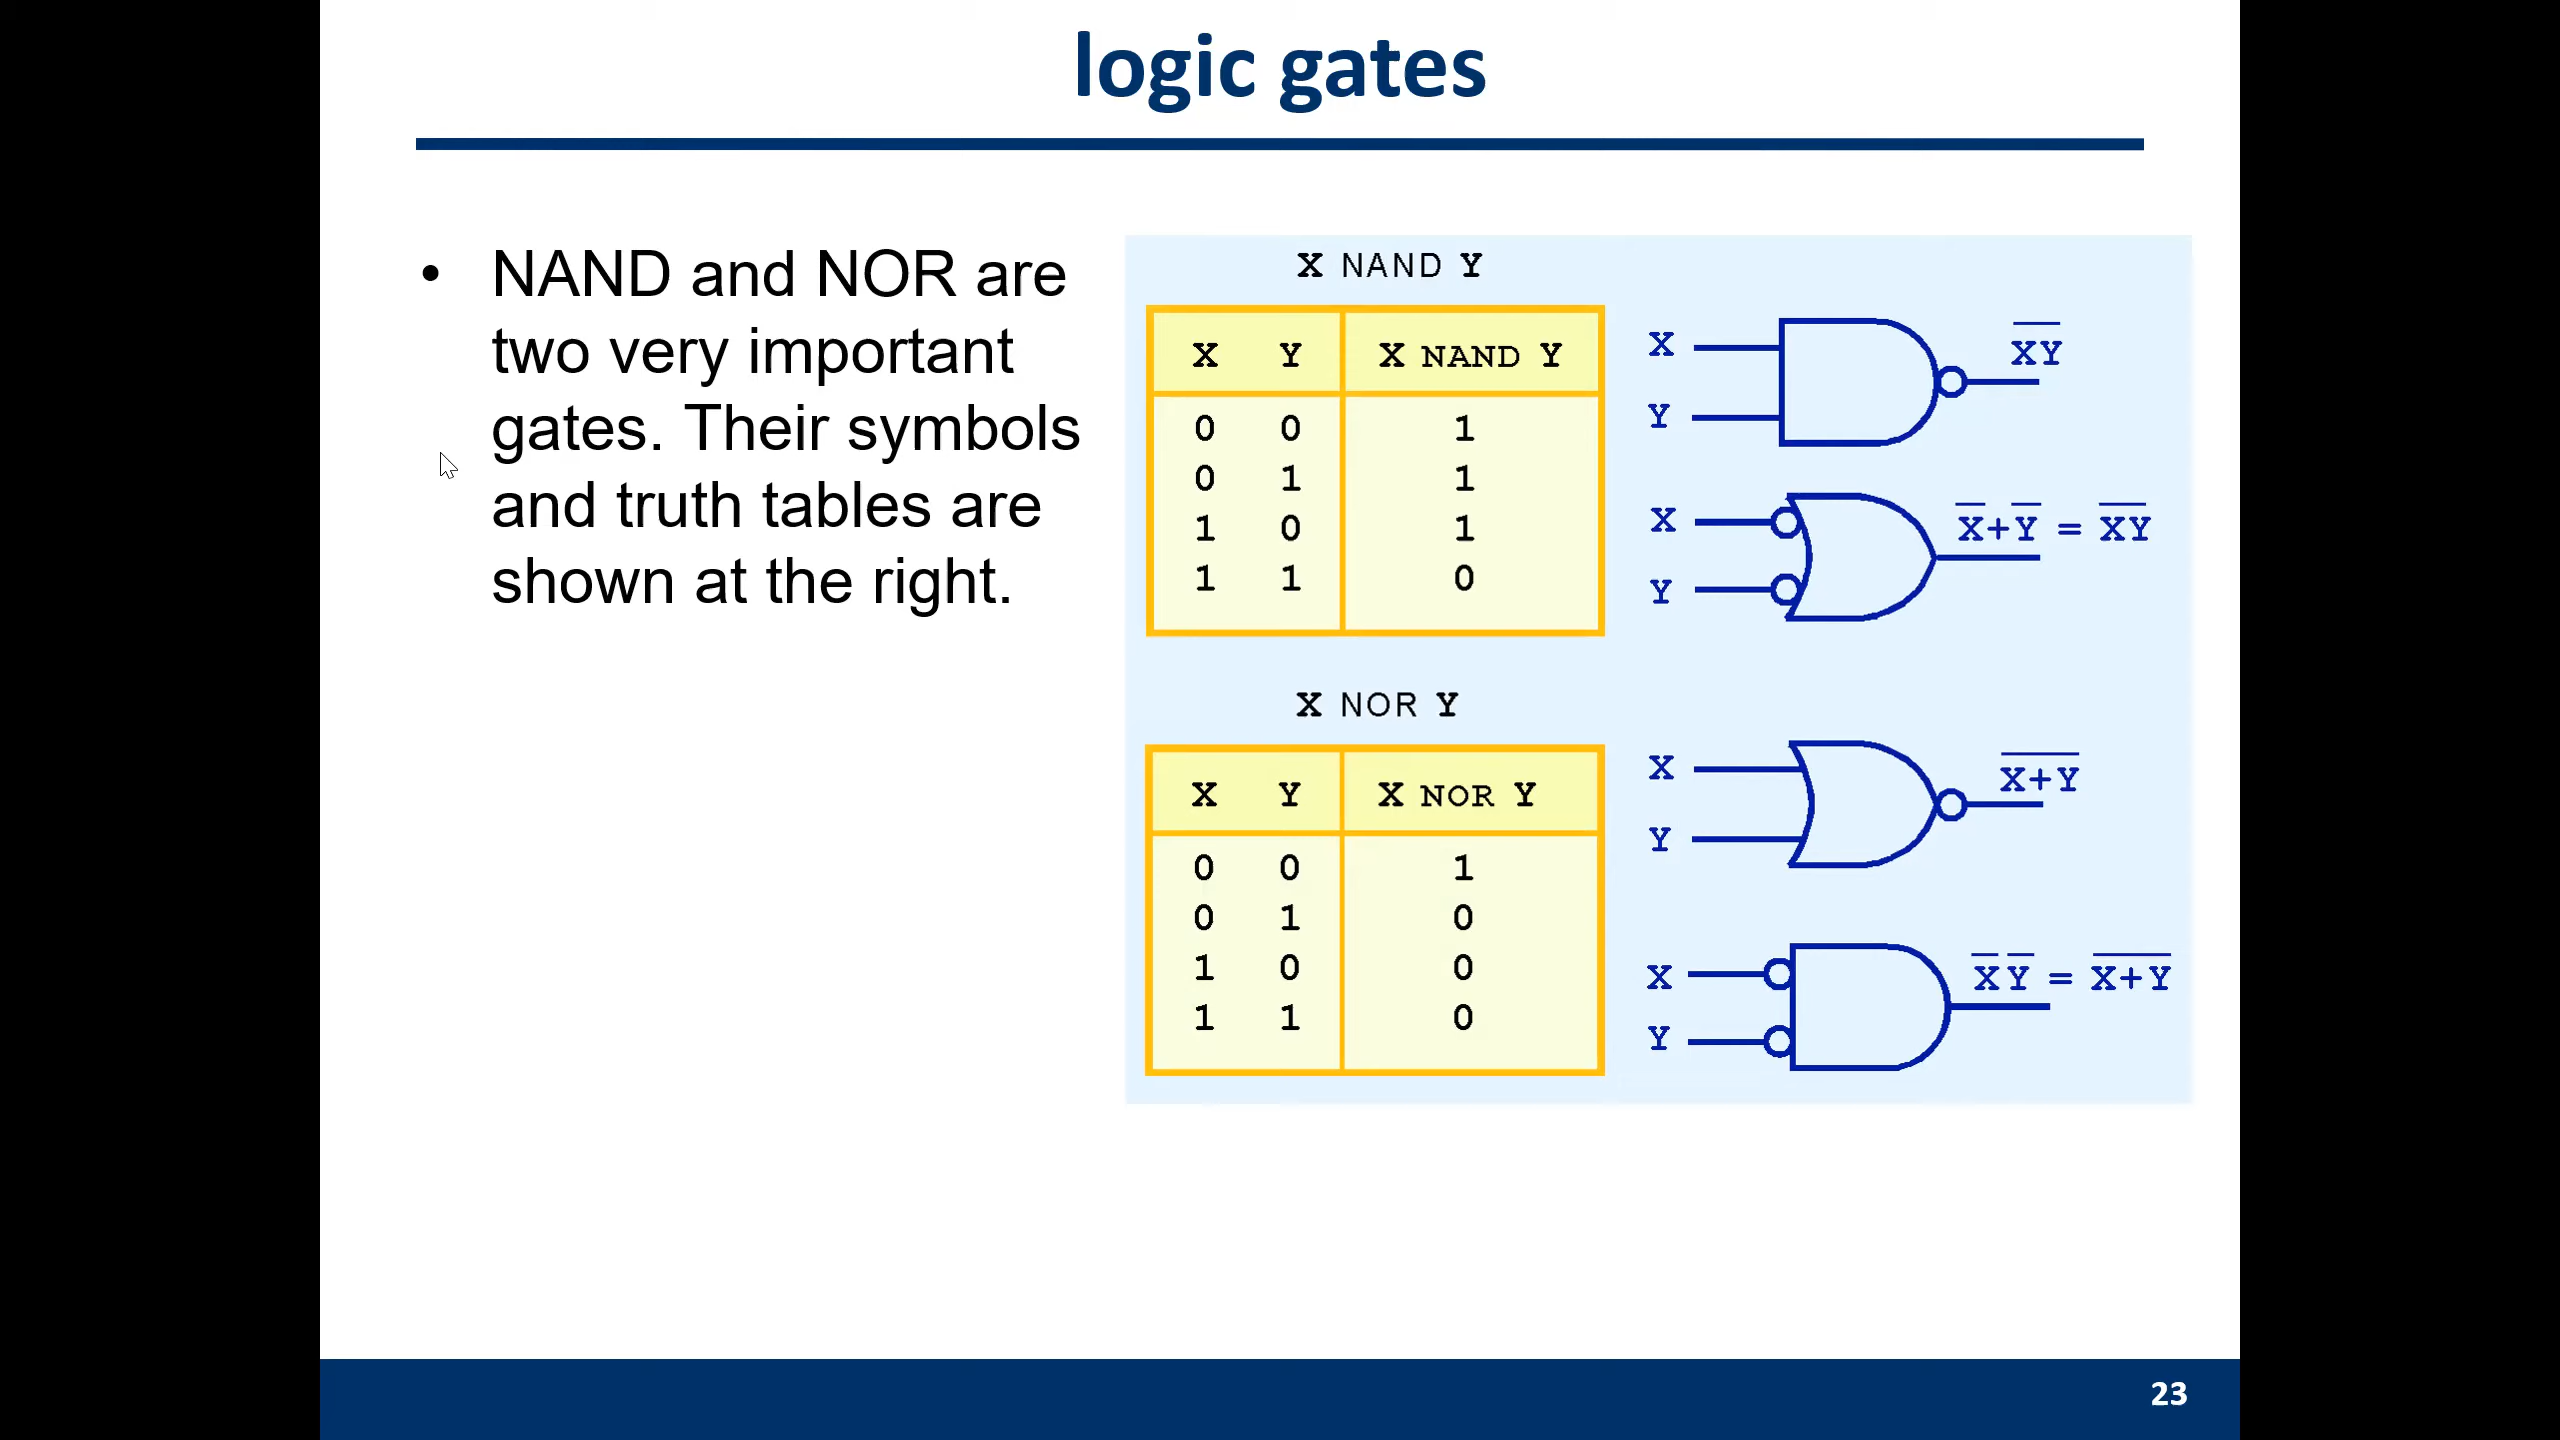 logic gates
• NAND and NOR are
two very important
gates. Their symbols
and truth tables are
shown at the right.
X NAND Y
X Y X NAND Y
0 0 1
0 1 1
1 0 1
1 1 0
X
Y
X̅Y̅
X
Y
X̅+Y̅ = X̅Y̅
X NOR Y
X Y X NOR Y
0 0 1
0 1 0
1 0 0
1 1 0
X
Y
X̅+̅Y̅
X
Y
X̅ Y̅ = X̅+̅Y̅
23